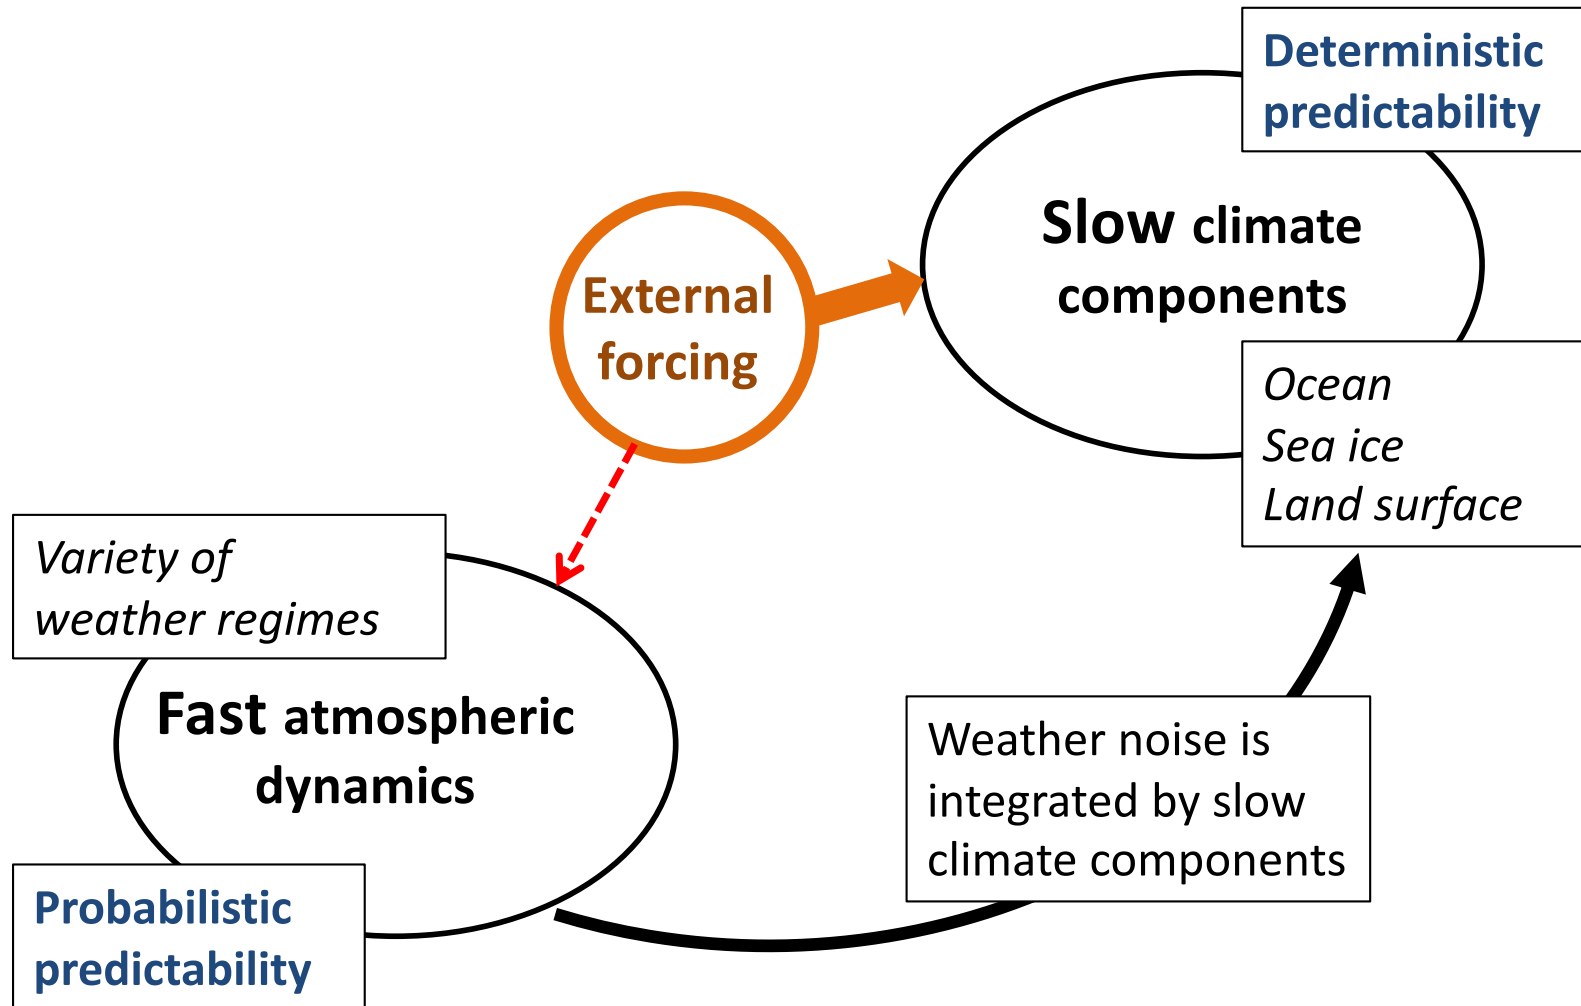 Deterministic
predictability
Slow climate
components
External
forcing
Ocean
Sea ice
Land surface
Variety of
weather regimes
Fast atmospheric
dynamics
Weather noise is
integrated by slow
climate components
Probabilistic
predictability